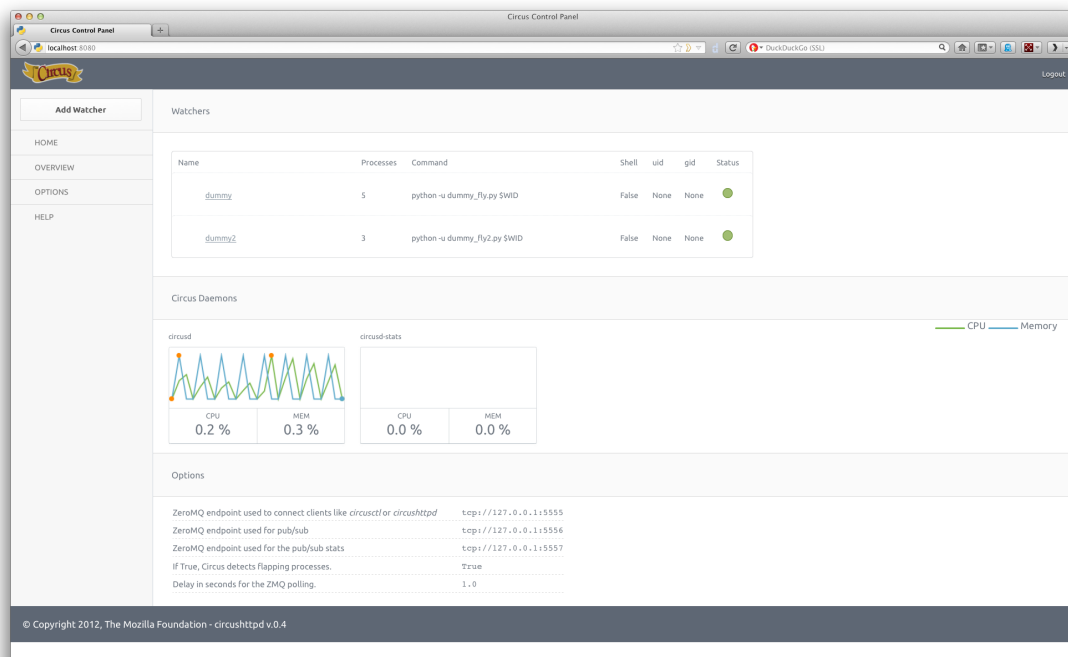 Circus Control Panel
Circus Control Panel
localhost:8080
DuckDuckGo (SSL)
Circus
Logout
Add Watcher
HOME
OVERVIEW
OPTIONS
HELP
Watchers
Name Processes Command Shell uid gid Status
dummy 5 python -u dummy_fly.py $WID False None None
dummy2 3 python -u dummy_fly2.py $WID False None None
Circus Daemons
CPU Memory
circusd circusd-stats
CPU MEM CPU MEM
0.2 % 0.3 % 0.0 % 0.0 %
Options
ZeroMQ endpoint used to connect clients like circusctl or circushttpd tcp://127.0.0.1:5555
ZeroMQ endpoint used for pub/sub tcp://127.0.0.1:5556
ZeroMQ endpoint used for the pub/sub stats tcp://127.0.0.1:5557
If True, Circus detects flapping processes. True
Delay in seconds for the ZMQ polling. 1.0
© Copyright 2012, The Mozilla Foundation - circushttpd v.0.4